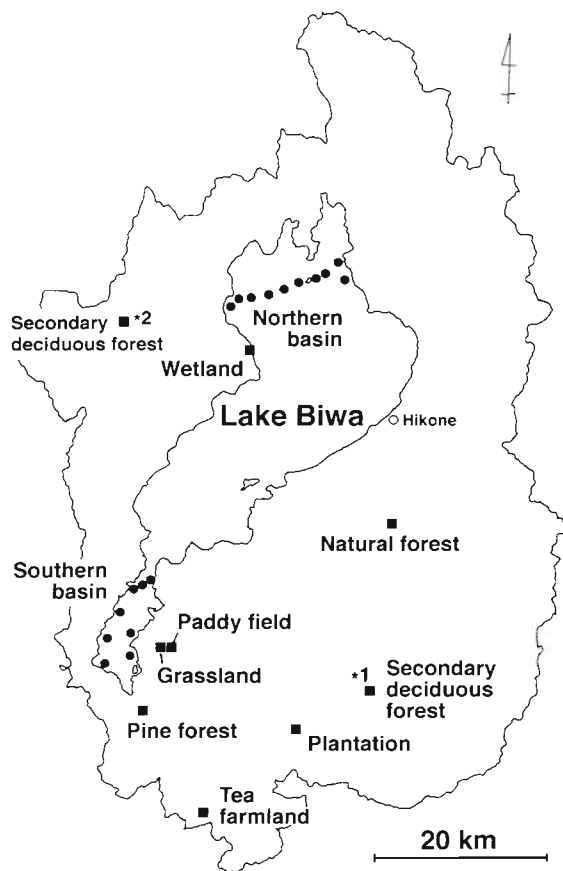 Northern
basin
*2
Secondary
deciduous forest
Wetland
Lake Biwa
Hikone
Natural forest
Southern
basin
Paddy field
Grassland
*1
Secondary
deciduous
forest
Pine forest
Plantation
Tea
farmland
20 km